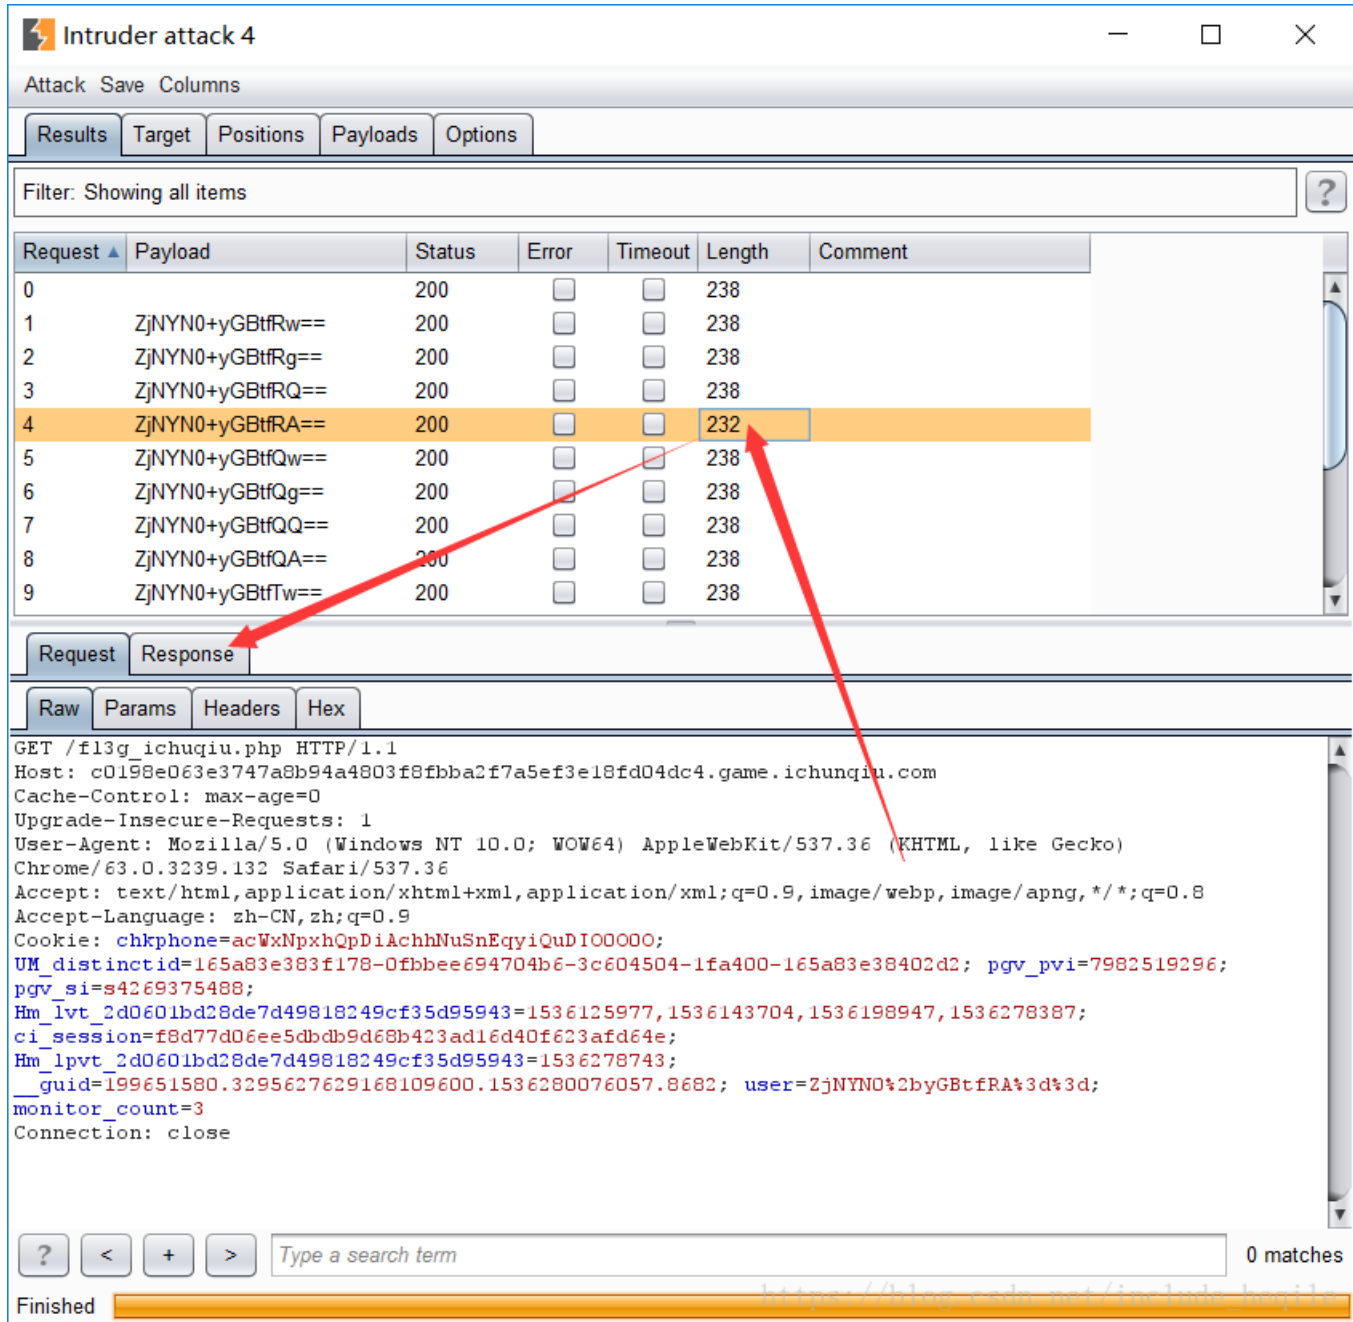 Intruder attack 4
Attack Save Columns
Results Target Positions Payloads Options
Filter: Showing all items ?
Request Payload Status Error Timeout Length Comment
0 200 238
1 ZjNYN0+yGBtfRw== 200 238
2 ZjNYN0+yGBtfRg== 200 238
3 ZjNYN0+yGBtfRQ== 200 238
4 ZjNYN0+yGBtfRA== 200 232
5 ZjNYN0+yGBtfQw== 200 238
6 ZjNYN0+yGBtfQg== 200 238
7 ZjNYN0+yGBtfQQ== 200 238
8 ZjNYN0+yGBtfQA== 200 238
9 ZjNYN0+yGBtfTw== 200 238
Request Response
Raw Params Headers Hex
GET /fl3g_ichuqiu.php HTTP/1.1
Host: c0198e063e3747a8b94a4803f8fbba2f7a5ef3e18fd04dc4.game.ichunqiu.com
Cache-Control: max-age=0
Upgrade-Insecure-Requests: 1
User-Agent: Mozilla/5.0 (Windows NT 10.0; WOW64) AppleWebKit/537.36 (KHTML, like Gecko)
Chrome/63.0.3239.132 Safari/537.36
Accept: text/html,application/xhtml+xml,application/xml;q=0.9,image/webp,image/apng,*/*;q=0.8
Accept-Language: zh-CN,zh;q=0.9
Cookie: chkphone=acWxNpxhQpDiAchhNuSnEqyiQuDIO0O0O;
UM_distinctid=165a83e383f178-0fbbee694704b6-3c604504-1fa400-165a83e38402d2; pgv_pvi=7982519296;
pgv_si=s4269375488;
Hm_lvt_2d0601bd28de7d49818249cf35d95943=1536125977,1536143704,1536198947,1536278387;
ci_session=f8d77d06ee5dbdb9d68b423ad16d40f623afd64e;
Hm_lpvt_2d0601bd28de7d49818249cf35d95943=1536278743;
__guid=199651580.3295627629168109600.1536280076057.8682; user=ZjNYN0%2byGBtfRA%3d%3d;
monitor_count=3
Connection: close
? < + > Type a search term 0 matches
https://blog.csdn.net/include_heqile
Finished